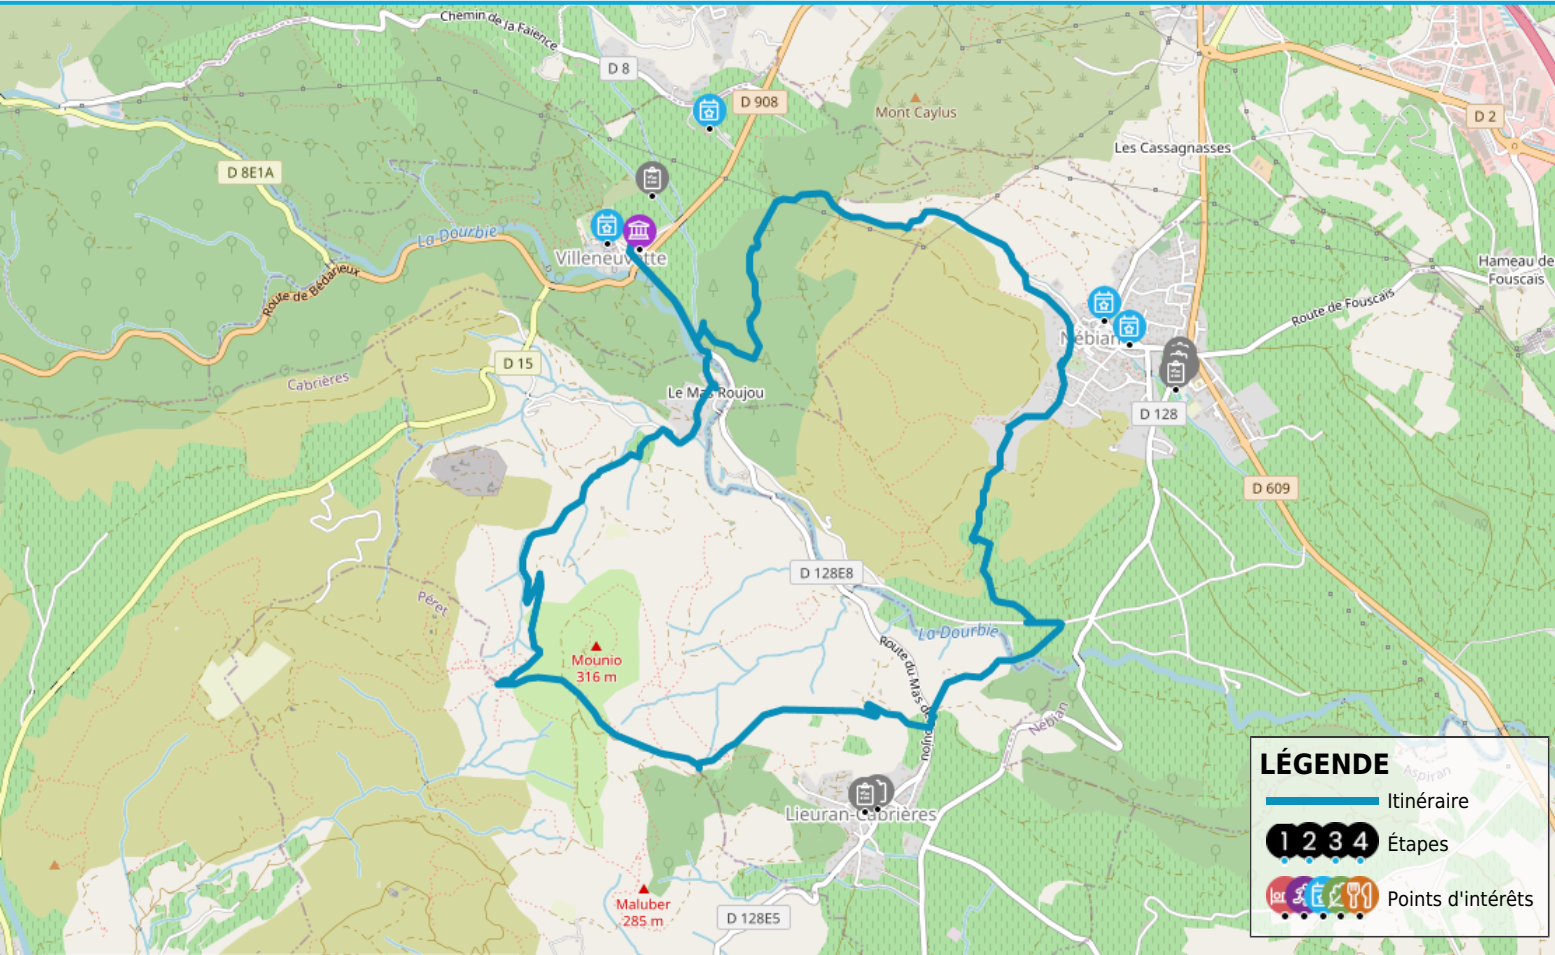 Chemin de la Faïence
D 8
D 908
Mont Caylus
D 2
Les Cassagnasses
D 8E1A
La Dourbie
Villeneuvette
Hameau de
Fouscaïs
Route de Bédarieux
Route de Fouscaïs
Nébian
D 15
Cabrières
Le Mas Roujou
D 128
D 609
D 128E8
Péret
La Dourbie
Mounio
316 m
Route du Mas de Roujou
Nébian
LÉGENDE
Aspiran
Itinéraire
1 2 3 4
Étapes
Points d'intérêts
Lieuran-Cabrières
Maluber
285 m
D 128E5